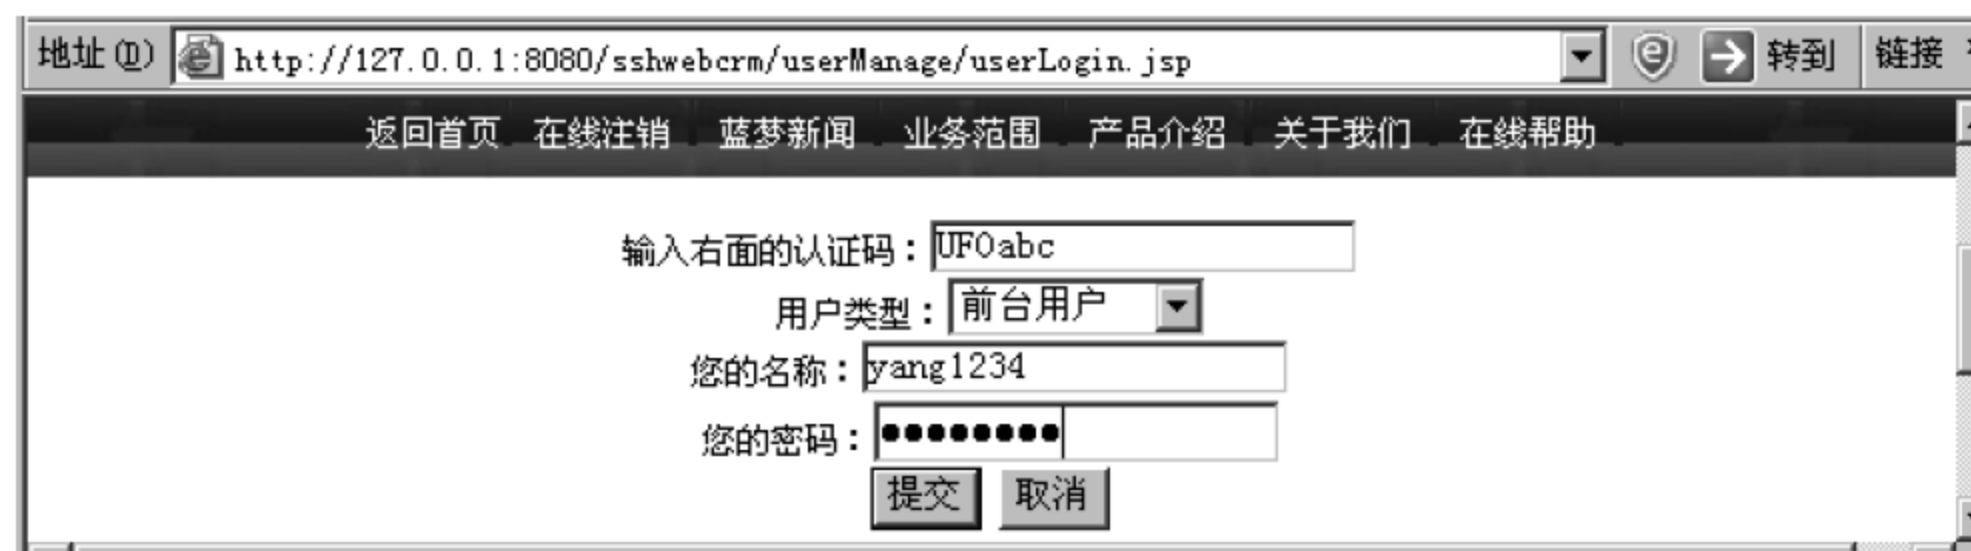 地址(D) http://127.0.0.1:8080/sshwebcrm/userManage/userLogin.jsp 转到 链接
返回首页 在线注销 蓝梦新闻 业务范围 产品介绍 关于我们 在线帮助
输入右面的认证码：UFOabc
用户类型：前台用户
您的名称：yang1234
您的密码：●●●●●●●●
提交 取消